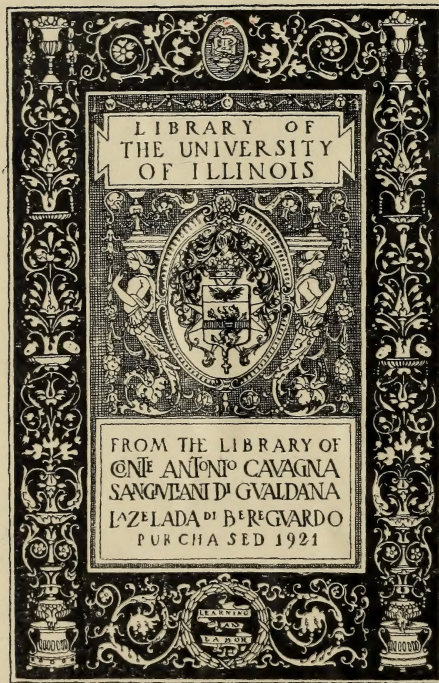 LIBRARY OF
THE UNIVERSITY
OF ILLINOIS
FROM THE LIBRARY OF
CONTE ANTONIO CAVAGNA
SANGIULIANI DI GUALDANA
LAZELADA DI BEREGUARDO
PURCHASED 1921
LEARNING
AND
LABOR